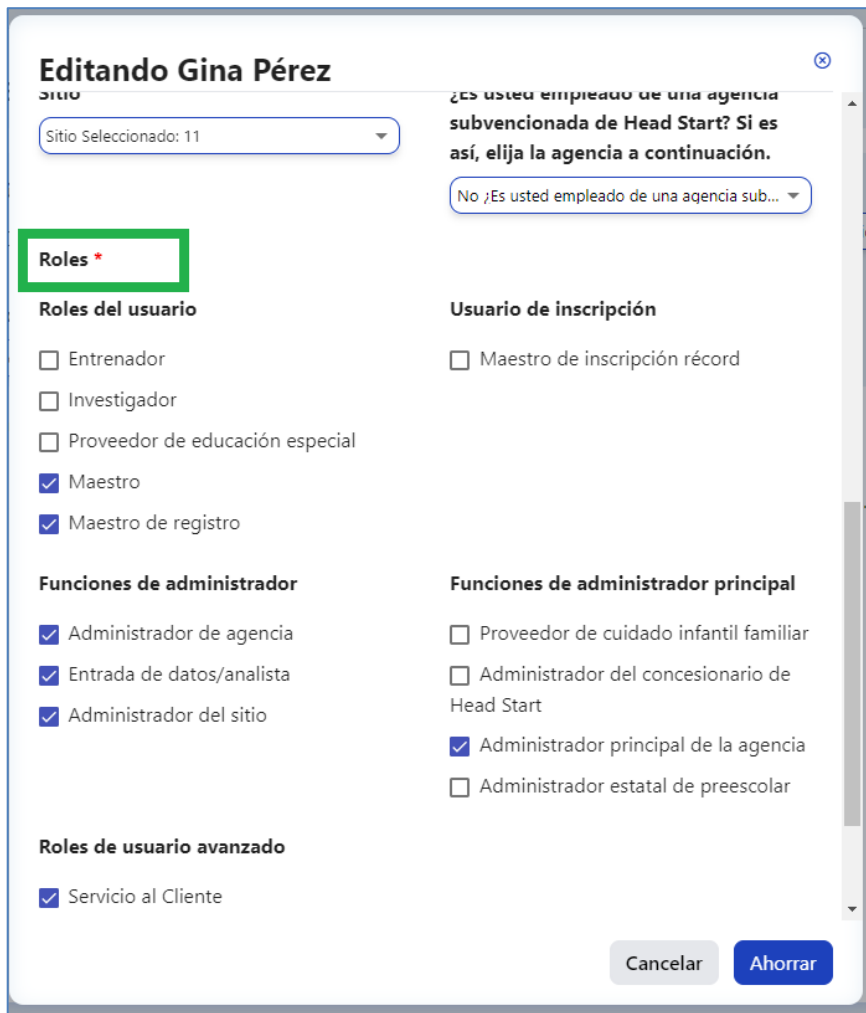 Editando Gina Pérez
Sitio
Sitio Seleccionado: 11
¿Es usted empleado de una agencia
subvencionada de Head Start? Si es
así, elija la agencia a continuación.
No ¿Es usted empleado de una agencia sub...
Roles *
Roles del usuario
Entrenador
Investigador
Proveedor de educación especial
Maestro
Maestro de registro
Usuario de inscripción
Maestro de inscripción récord
Funciones de administrador
Administrador de agencia
Entrada de datos/analista
Administrador del sitio
Funciones de administrador principal
Proveedor de cuidado infantil familiar
Administrador del concesionario de
Head Start
Administrador principal de la agencia
Administrador estatal de preescolar
Roles de usuario avanzado
Servicio al Cliente
Cancelar
Ahorrar